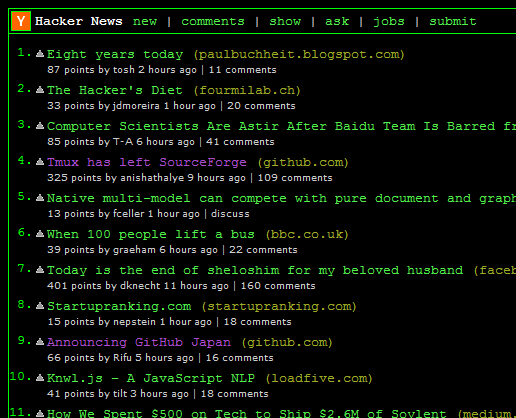 Y Hacker News new | comments | show | ask | jobs | submit
1. Eight years today (paulbuchheit.blogspot.com)
87 points by tosh 2 hours ago | 11 comments
2. The Hacker's Diet (fourmilab.ch)
33 points by jdmoreira 1 hour ago | 20 comments
3. Computer Scientists Are Astir After Baidu Team Is Barred fr
85 points by T-A 6 hours ago | 41 comments
4. Tmux has left SourceForge (github.com)
325 points by anishathalye 9 hours ago | 109 comments
5. Native multi-model can compete with pure document and graph
13 points by fceller 1 hour ago | discuss
6. When 100 people lift a bus (bbc.co.uk)
39 points by graeham 6 hours ago | 22 comments
7. Today is the end of sheloshim for my beloved husband (faceb
401 points by dknecht 11 hours ago | 160 comments
8. Startupranking.com (startupranking.com)
15 points by nepstein 1 hour ago | 18 comments
9. Announcing GitHub Japan (github.com)
66 points by Rifu 5 hours ago | 16 comments
10. Knwl.js – A JavaScript NLP (loadfive.com)
41 points by tilt 3 hours ago | 18 comments
11. How We Spent $500 on Tech to Ship $2.6M of Soylent (medium.